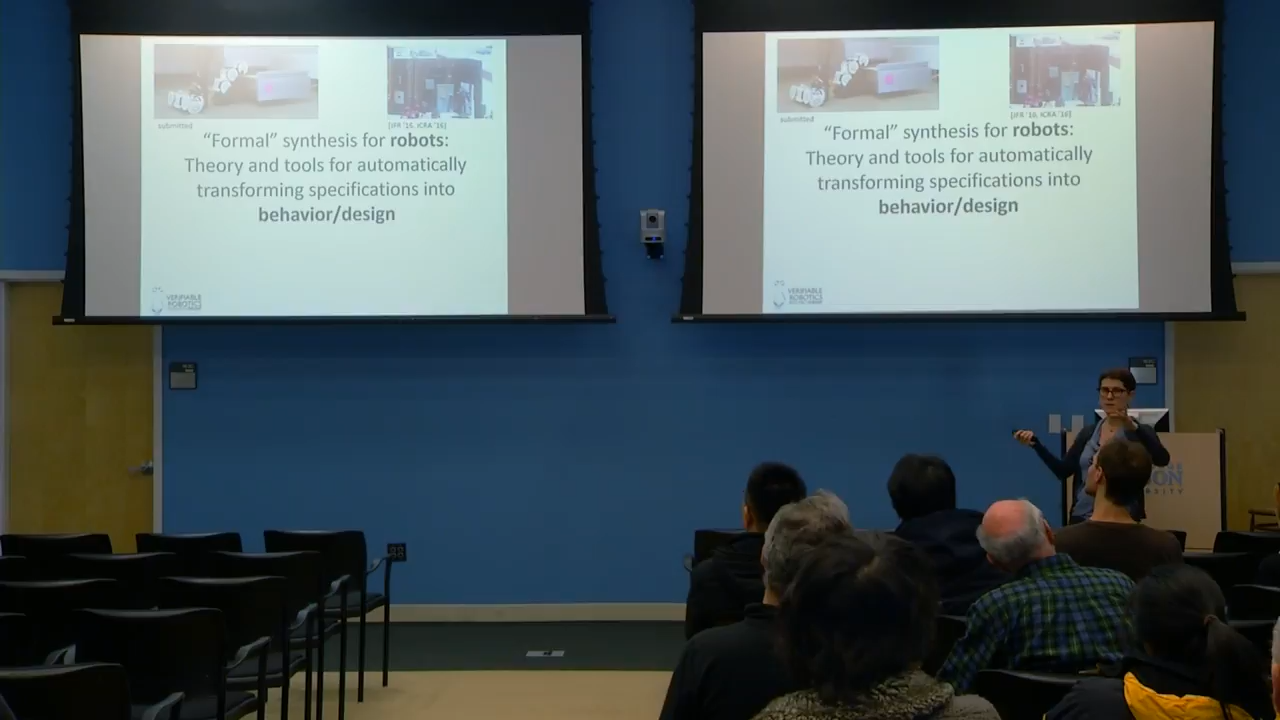 submitted
[IFR '16, ICRA '16]
"Formal" synthesis for robots:
Theory and tools for automatically
transforming specifications into
behavior/design
VERIFIABLE
ROBOTICS
submitted
[IFR '16, ICRA '16]
"Formal" synthesis for robots:
Theory and tools for automatically
transforming specifications into
behavior/design
VERIFIABLE
ROBOTICS